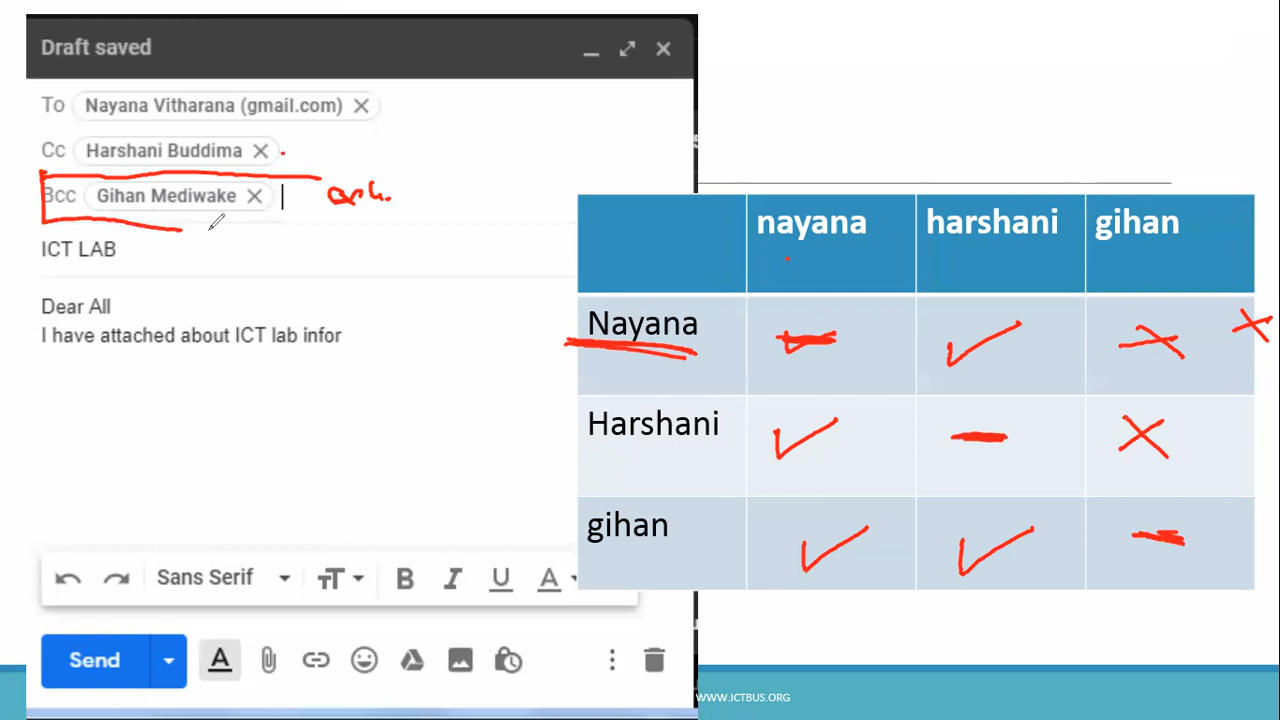 Draft saved
To Nayana Vitharana (gmail.com)
Cc Harshani Buddima
Bcc Gihan Mediwake
ICT LAB
Dear All
I have attached about ICT lab infor
nayana harshani gihan
Nayana
Harshani
gihan
Sans Serif
B I U A
Send
WWW.ICTBUS.ORG